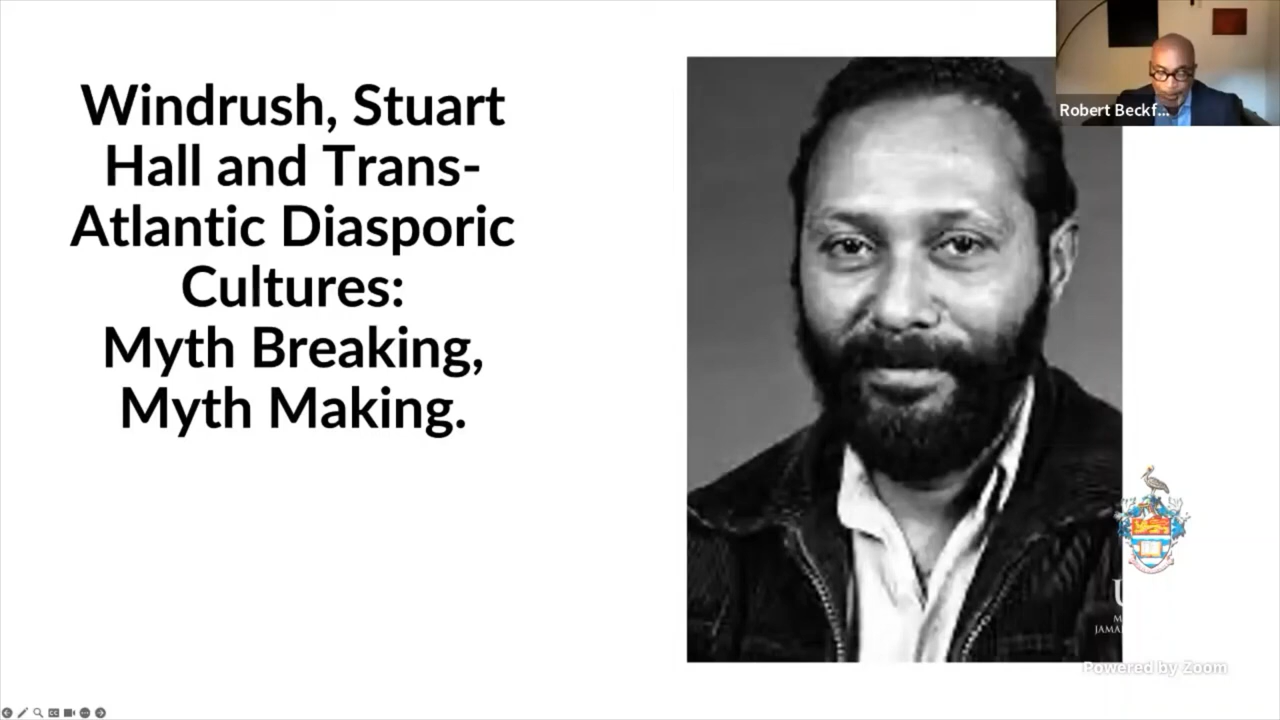 Windrush, Stuart
Hall and Trans-
Atlantic Diasporic
Cultures:
Myth Breaking,
Myth Making.
Robert Beckf...
Powered by Zoom